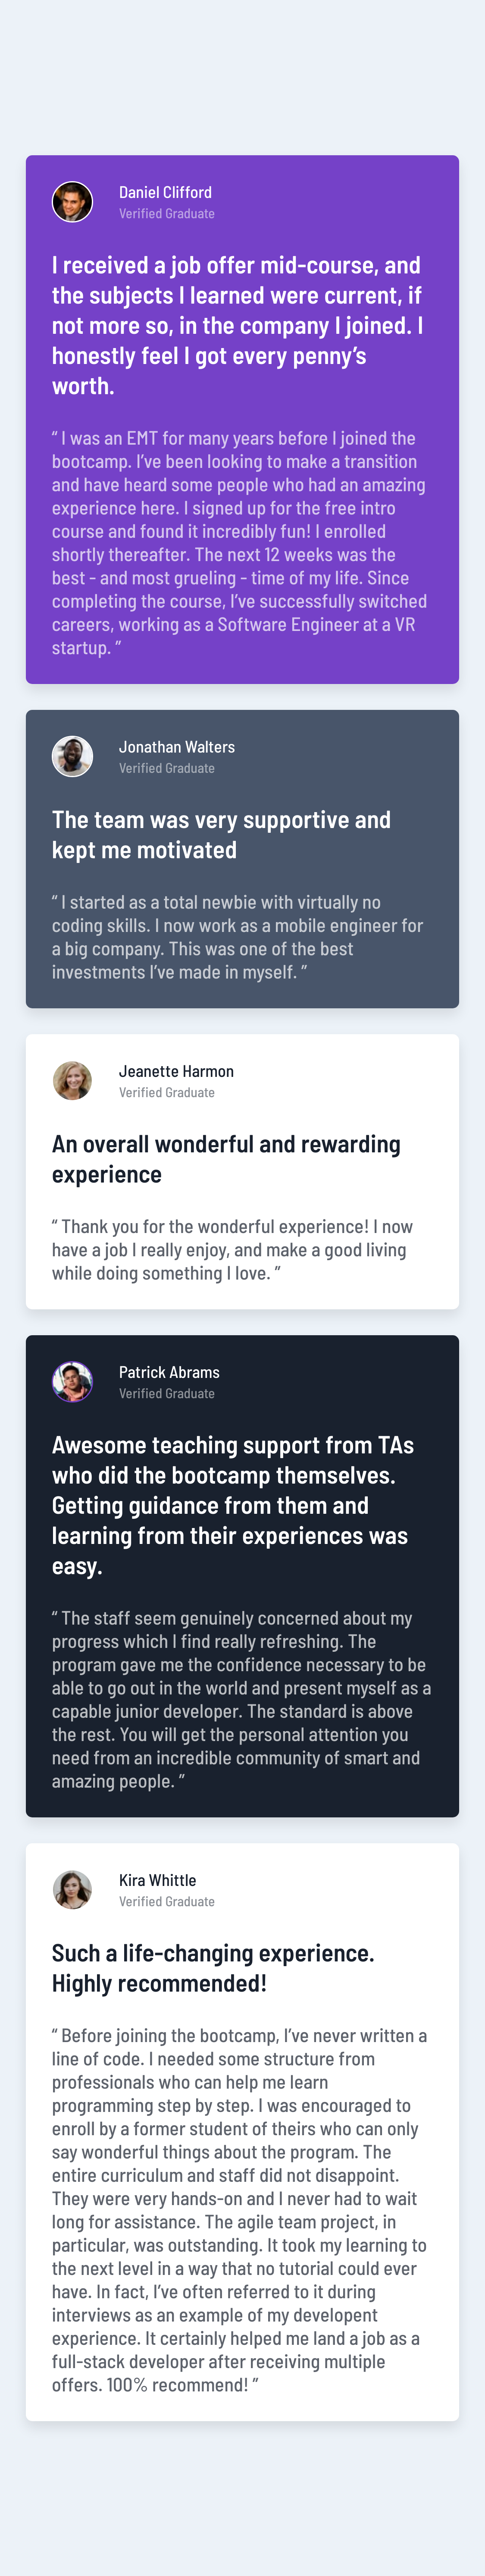 Daniel Clifford
Verified Graduate
I received a job offer mid-course, and
the subjects I learned were current, if
not more so, in the company I joined. I
honestly feel I got every penny’s
worth.
“ I was an EMT for many years before I joined the
bootcamp. I’ve been looking to make a transition
and have heard some people who had an amazing
experience here. I signed up for the free intro
course and found it incredibly fun! I enrolled
shortly thereafter. The next 12 weeks was the
best - and most grueling - time of my life. Since
completing the course, I’ve successfully switched
careers, working as a Software Engineer at a VR
startup. ”
Jonathan Walters
Verified Graduate
The team was very supportive and
kept me motivated
“ I started as a total newbie with virtually no
coding skills. I now work as a mobile engineer for
a big company. This was one of the best
investments I’ve made in myself. ”
Jeanette Harmon
Verified Graduate
An overall wonderful and rewarding
experience
“ Thank you for the wonderful experience! I now
have a job I really enjoy, and make a good living
while doing something I love. ”
Patrick Abrams
Verified Graduate
Awesome teaching support from TAs
who did the bootcamp themselves.
Getting guidance from them and
learning from their experiences was
easy.
“ The staff seem genuinely concerned about my
progress which I find really refreshing. The
program gave me the confidence necessary to be
able to go out in the world and present myself as a
capable junior developer. The standard is above
the rest. You will get the personal attention you
need from an incredible community of smart and
amazing people. ”
Kira Whittle
Verified Graduate
Such a life-changing experience.
Highly recommended!
“ Before joining the bootcamp, I’ve never written a
line of code. I needed some structure from
professionals who can help me learn
programming step by step. I was encouraged to
enroll by a former student of theirs who can only
say wonderful things about the program. The
entire curriculum and staff did not disappoint.
They were very hands-on and I never had to wait
long for assistance. The agile team project, in
particular, was outstanding. It took my learning to
the next level in a way that no tutorial could ever
have. In fact, I’ve often referred to it during
interviews as an example of my developent
experience. It certainly helped me land a job as a
full-stack developer after receiving multiple
offers. 100% recommend! ”